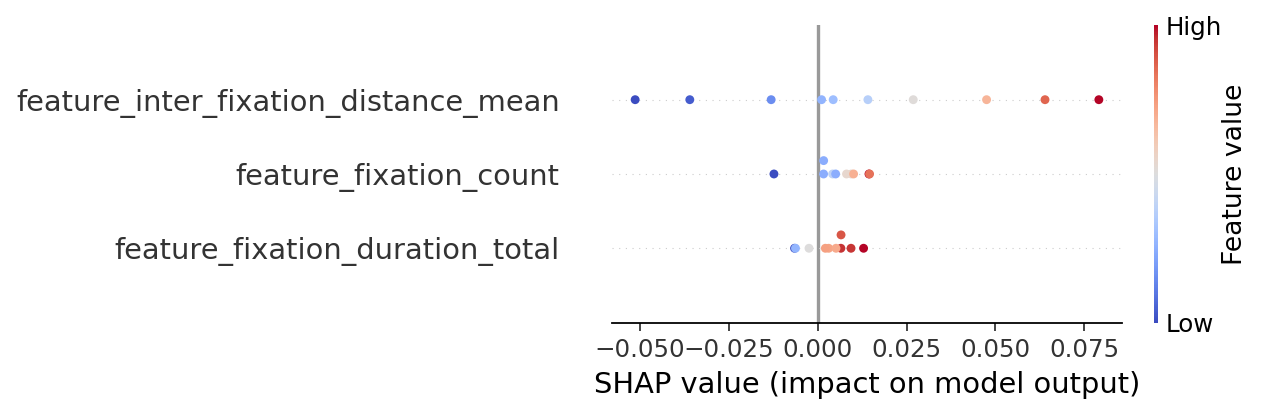 High
feature_inter_fixation_distance_mean
feature_fixation_count
feature_fixation_duration_total
Feature value
Low
−0.050 −0.025 0.000 0.025 0.050 0.075
SHAP value (impact on model output)